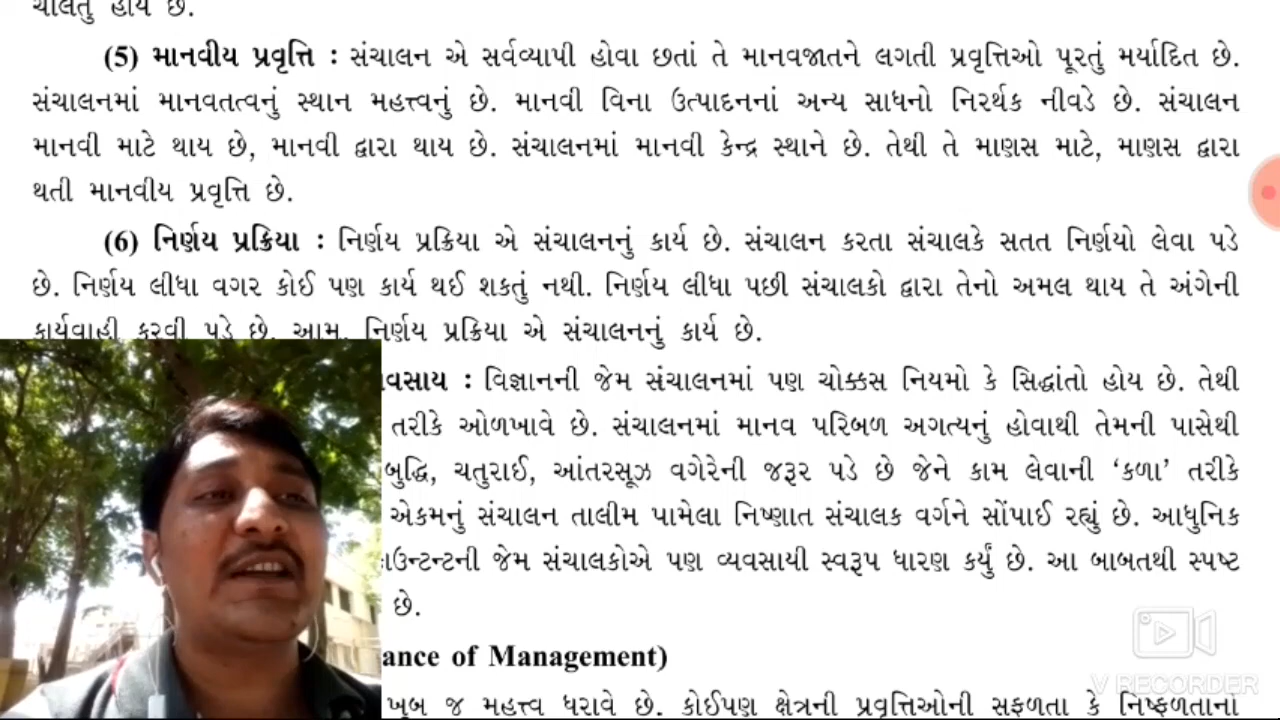 ચાલતું હોય છે.
(5) માનવીય પ્રવૃત્તિ : સંચાલન એ સર્વવ્યાપી હોવા છતાં તે માનવજાતને લગતી પ્રવૃત્તિઓ પૂરતું મર્યાદિત છે.
સંચાલનમાં માનવતત્વનું સ્થાન મહત્ત્વનું છે. માનવી વિના ઉત્પાદનનાં અન્ય સાધનો નિરર્થક નીવડે છે. સંચાલન
માનવી માટે થાય છે, માનવી દ્વારા થાય છે. સંચાલનમાં માનવી કેન્દ્ર સ્થાને છે. તેથી તે માણસ માટે, માણસ દ્વારા
થતી માનવીય પ્રવૃત્તિ છે.
(6) નિર્ણય પ્રક્રિયા : નિર્ણય પ્રક્રિયા એ સંચાલનનું કાર્ય છે. સંચાલન કરતા સંચાલકે સતત નિર્ણયો લેવા પડે
છે. નિર્ણય લીધા વગર કોઈ પણ કાર્ય થઈ શકતું નથી. નિર્ણય લીધા પછી સંચાલકો દ્વારા તેનો અમલ થાય તે અંગેની
કાર્યવાહી કરવી પડે છે. આમ, નિર્ણય પ્રક્રિયા એ સંચાલનનું કાર્ય છે.
વસાય : વિજ્ઞાનની જેમ સંચાલનમાં પણ ચોક્કસ નિયમો કે સિદ્ધાંતો હોય છે. તેથી
તરીકે ઓળખાવે છે. સંચાલનમાં માનવ પરિબળ અગત્યનું હોવાથી તેમની પાસેથી
બુદ્ધિ, ચતુરાઈ, આંતરસૂઝ વગેરેની જરૂર પડે છે જેને કામ લેવાની ‘કળા’ તરીકે
એકમનું સંચાલન તાલીમ પામેલા નિષ્ણાત સંચાલક વર્ગને સોંપાઈ રહ્યું છે. આધુનિક
ાઉન્ટન્ટની જેમ સંચાલકોએ પણ વ્યવસાયી સ્વરૂપ ધારણ કર્યું છે. આ બાબતથી સ્પષ્ટ
છે.
ance of Management)
ખૂબ જ મહત્ત્વ ધરાવે છે. કોઈપણ ક્ષેત્રની પ્રવૃત્તિઓની સફળતા કે નિષ્ફળતાના
V RECORDER